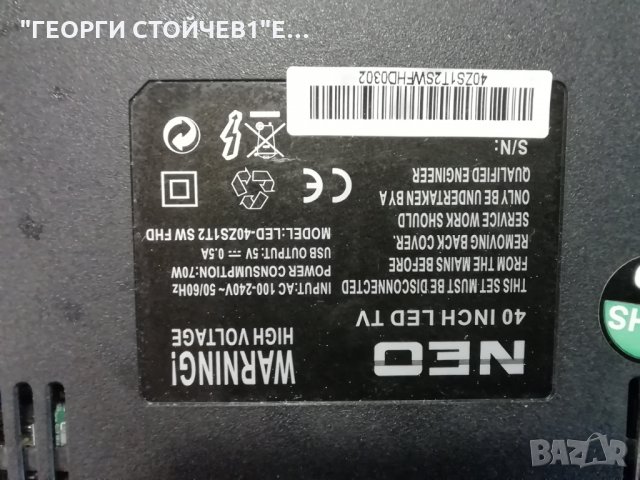 "ГЕОРГИ СТОЙЧЕВ1"Е...
NEO
40 INCH LED TV
THIS SET MUST BE DISCONNECTED
FROM THE MAINS BEFORE
REMOVING BACK COVER.
SERVICE WORK SHOULD
ONLY BE UNDERTAKEN BY A
QUALIFIED ENGINEER
S/N:
40ZS1T2SWFHD0302
WARNING!
HIGH VOLTAGE
INPUT:AC 100-240V~ 50/60Hz
POWER CONSUMPTION:70W
USB OUTPUT:5V ⎓ 0.5A
MODEL:LED-40ZS1T2 SW FHD
CE
HS
BAZAR